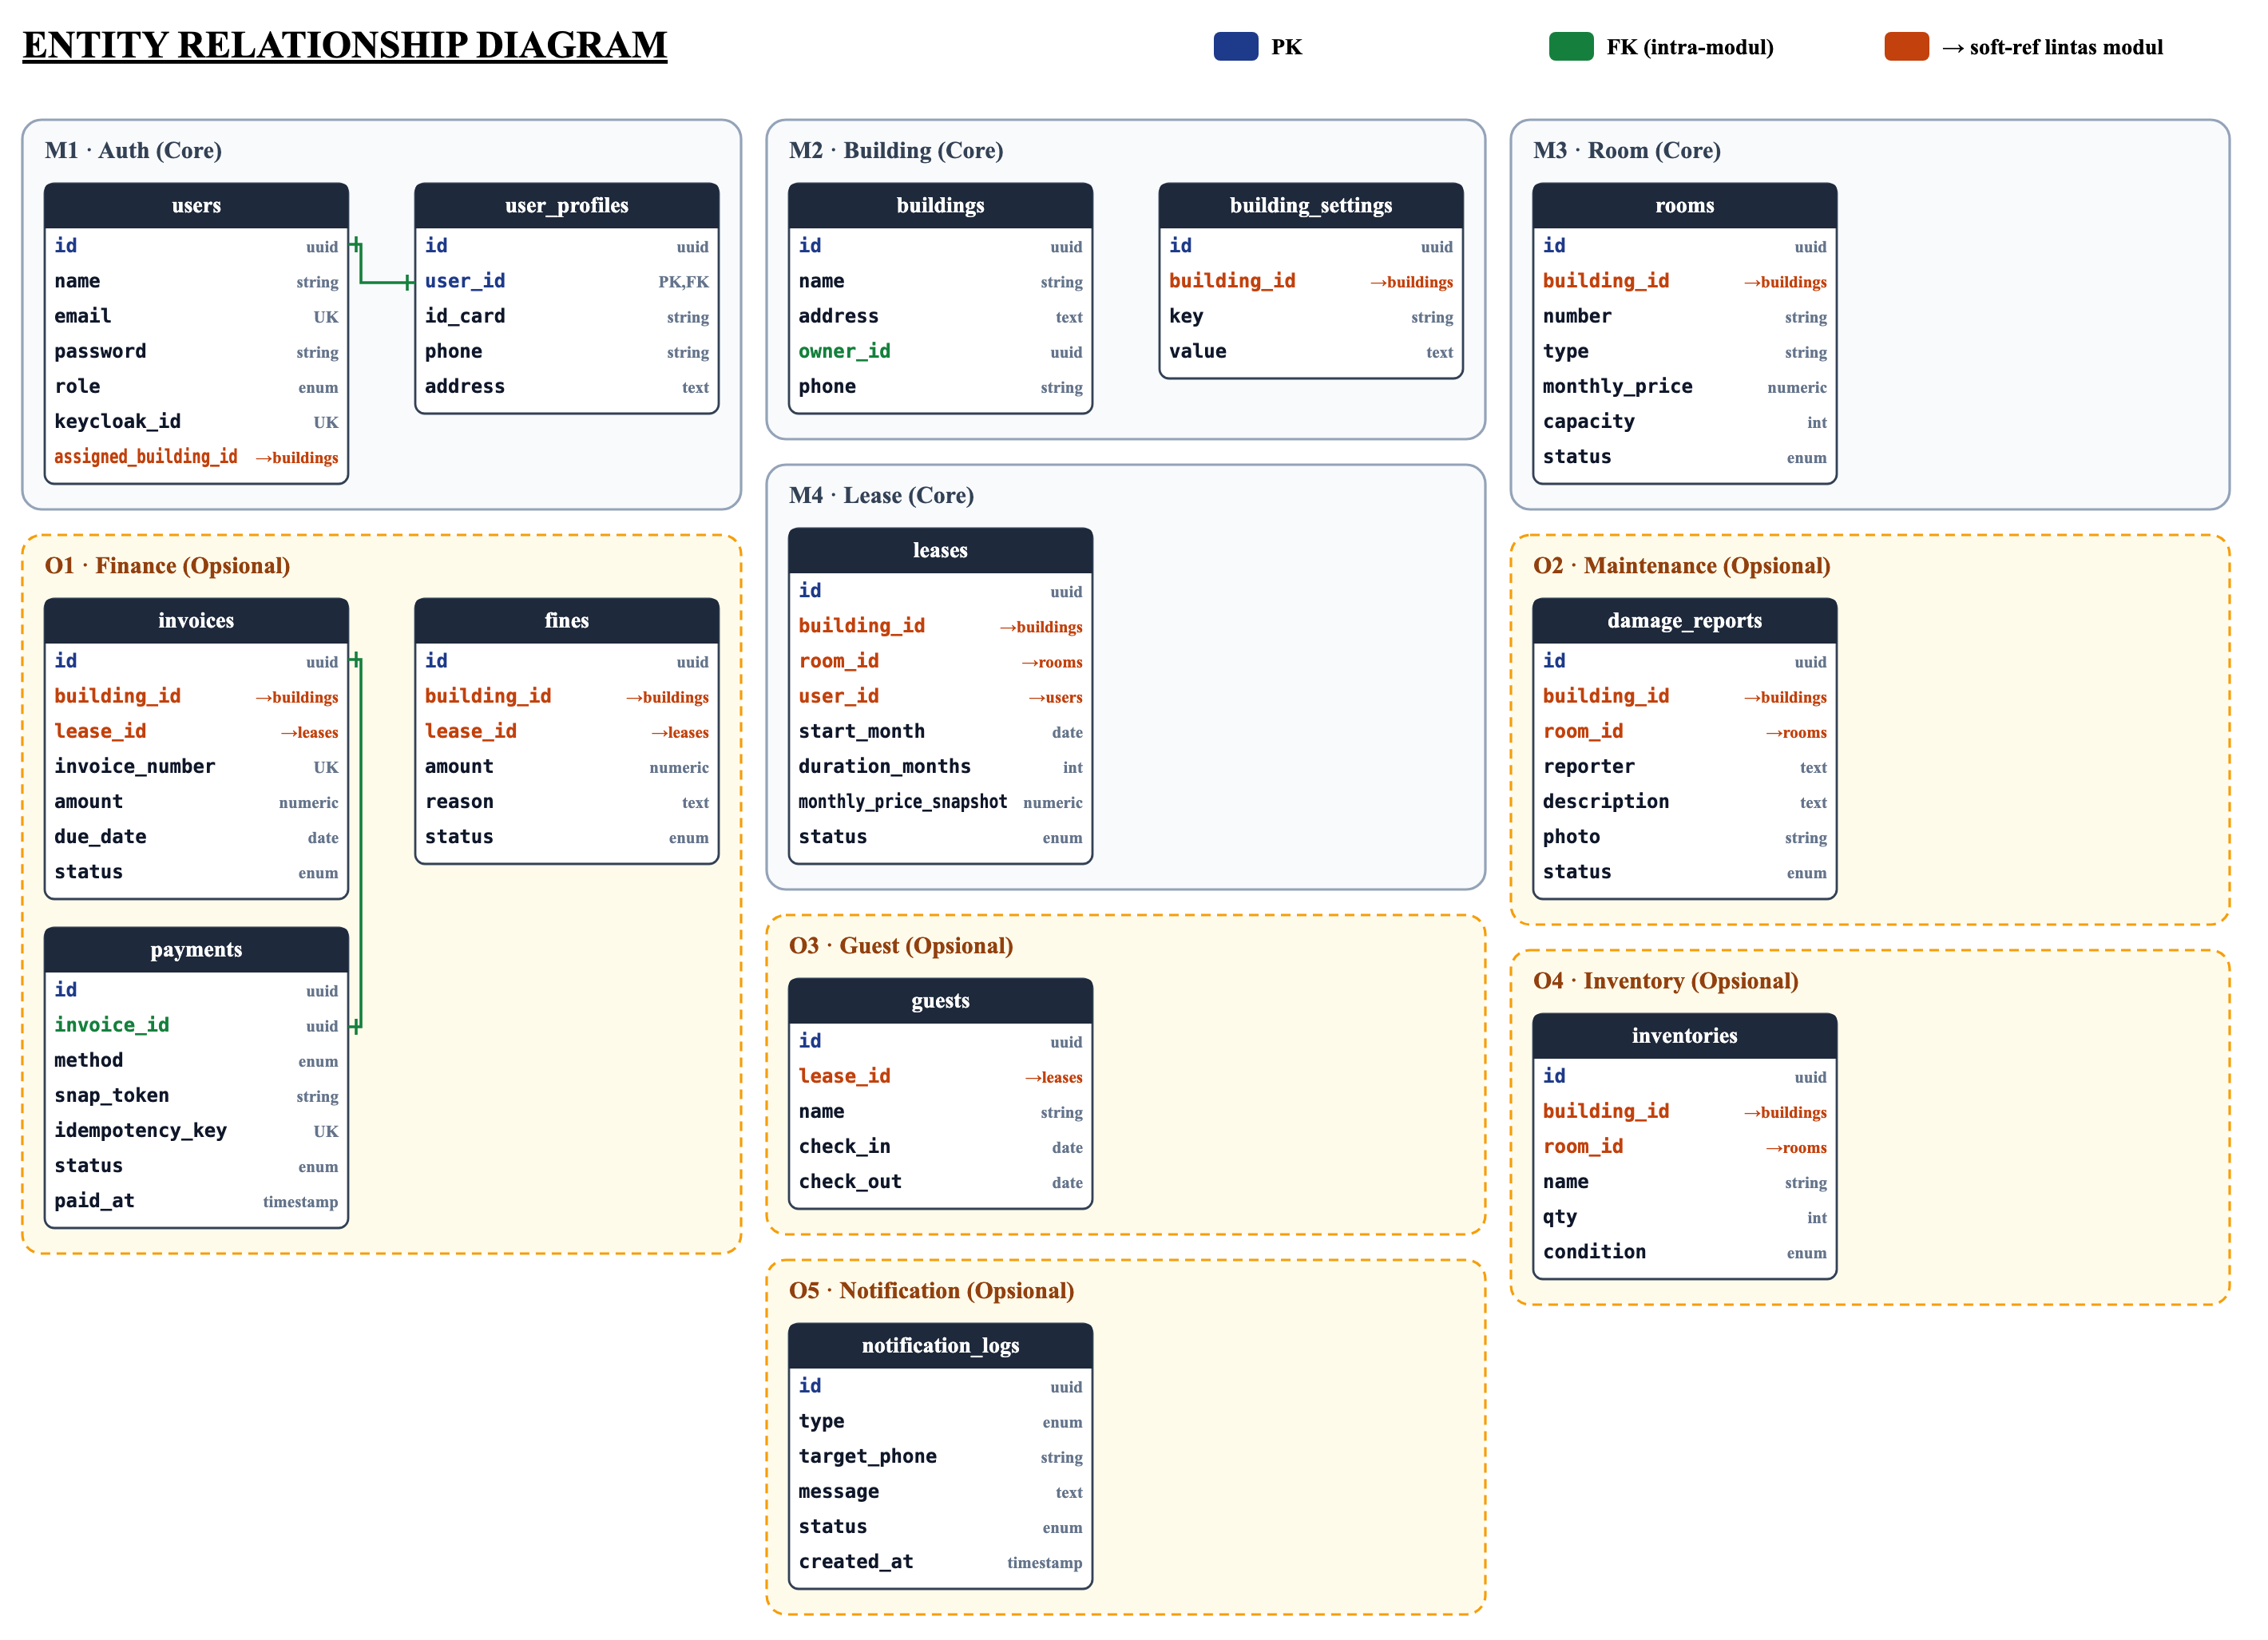 ENTITY RELATIONSHIP DIAGRAM
PK
FK (intra-modul)
→ soft-ref lintas modul
M1 · Auth (Core)
users
id uuid
name string
email UK
password string
role enum
keycloak_id UK
assigned_building_id →buildings
user_profiles
id uuid
user_id PK,FK
id_card string
phone string
address text
M2 · Building (Core)
buildings
id uuid
name string
address text
owner_id uuid
phone string
building_settings
id uuid
building_id →buildings
key string
value text
M3 · Room (Core)
rooms
id uuid
building_id →buildings
number string
type string
monthly_price numeric
capacity int
status enum
M4 · Lease (Core)
leases
id uuid
building_id →buildings
room_id →rooms
user_id →users
start_month date
duration_months int
monthly_price_snapshot numeric
status enum
O1 · Finance (Opsional)
invoices
id uuid
building_id →buildings
lease_id →leases
invoice_number UK
amount numeric
due_date date
status enum
fines
id uuid
building_id →buildings
lease_id →leases
amount numeric
reason text
status enum
payments
id uuid
invoice_id uuid
method enum
snap_token string
idempotency_key UK
status enum
paid_at timestamp
O2 · Maintenance (Opsional)
damage_reports
id uuid
building_id →buildings
room_id →rooms
reporter text
description text
photo string
status enum
O3 · Guest (Opsional)
guests
id uuid
lease_id →leases
name string
check_in date
check_out date
O4 · Inventory (Opsional)
inventories
id uuid
building_id →buildings
room_id →rooms
name string
qty int
condition enum
O5 · Notification (Opsional)
notification_logs
id uuid
type enum
target_phone string
message text
status enum
created_at timestamp